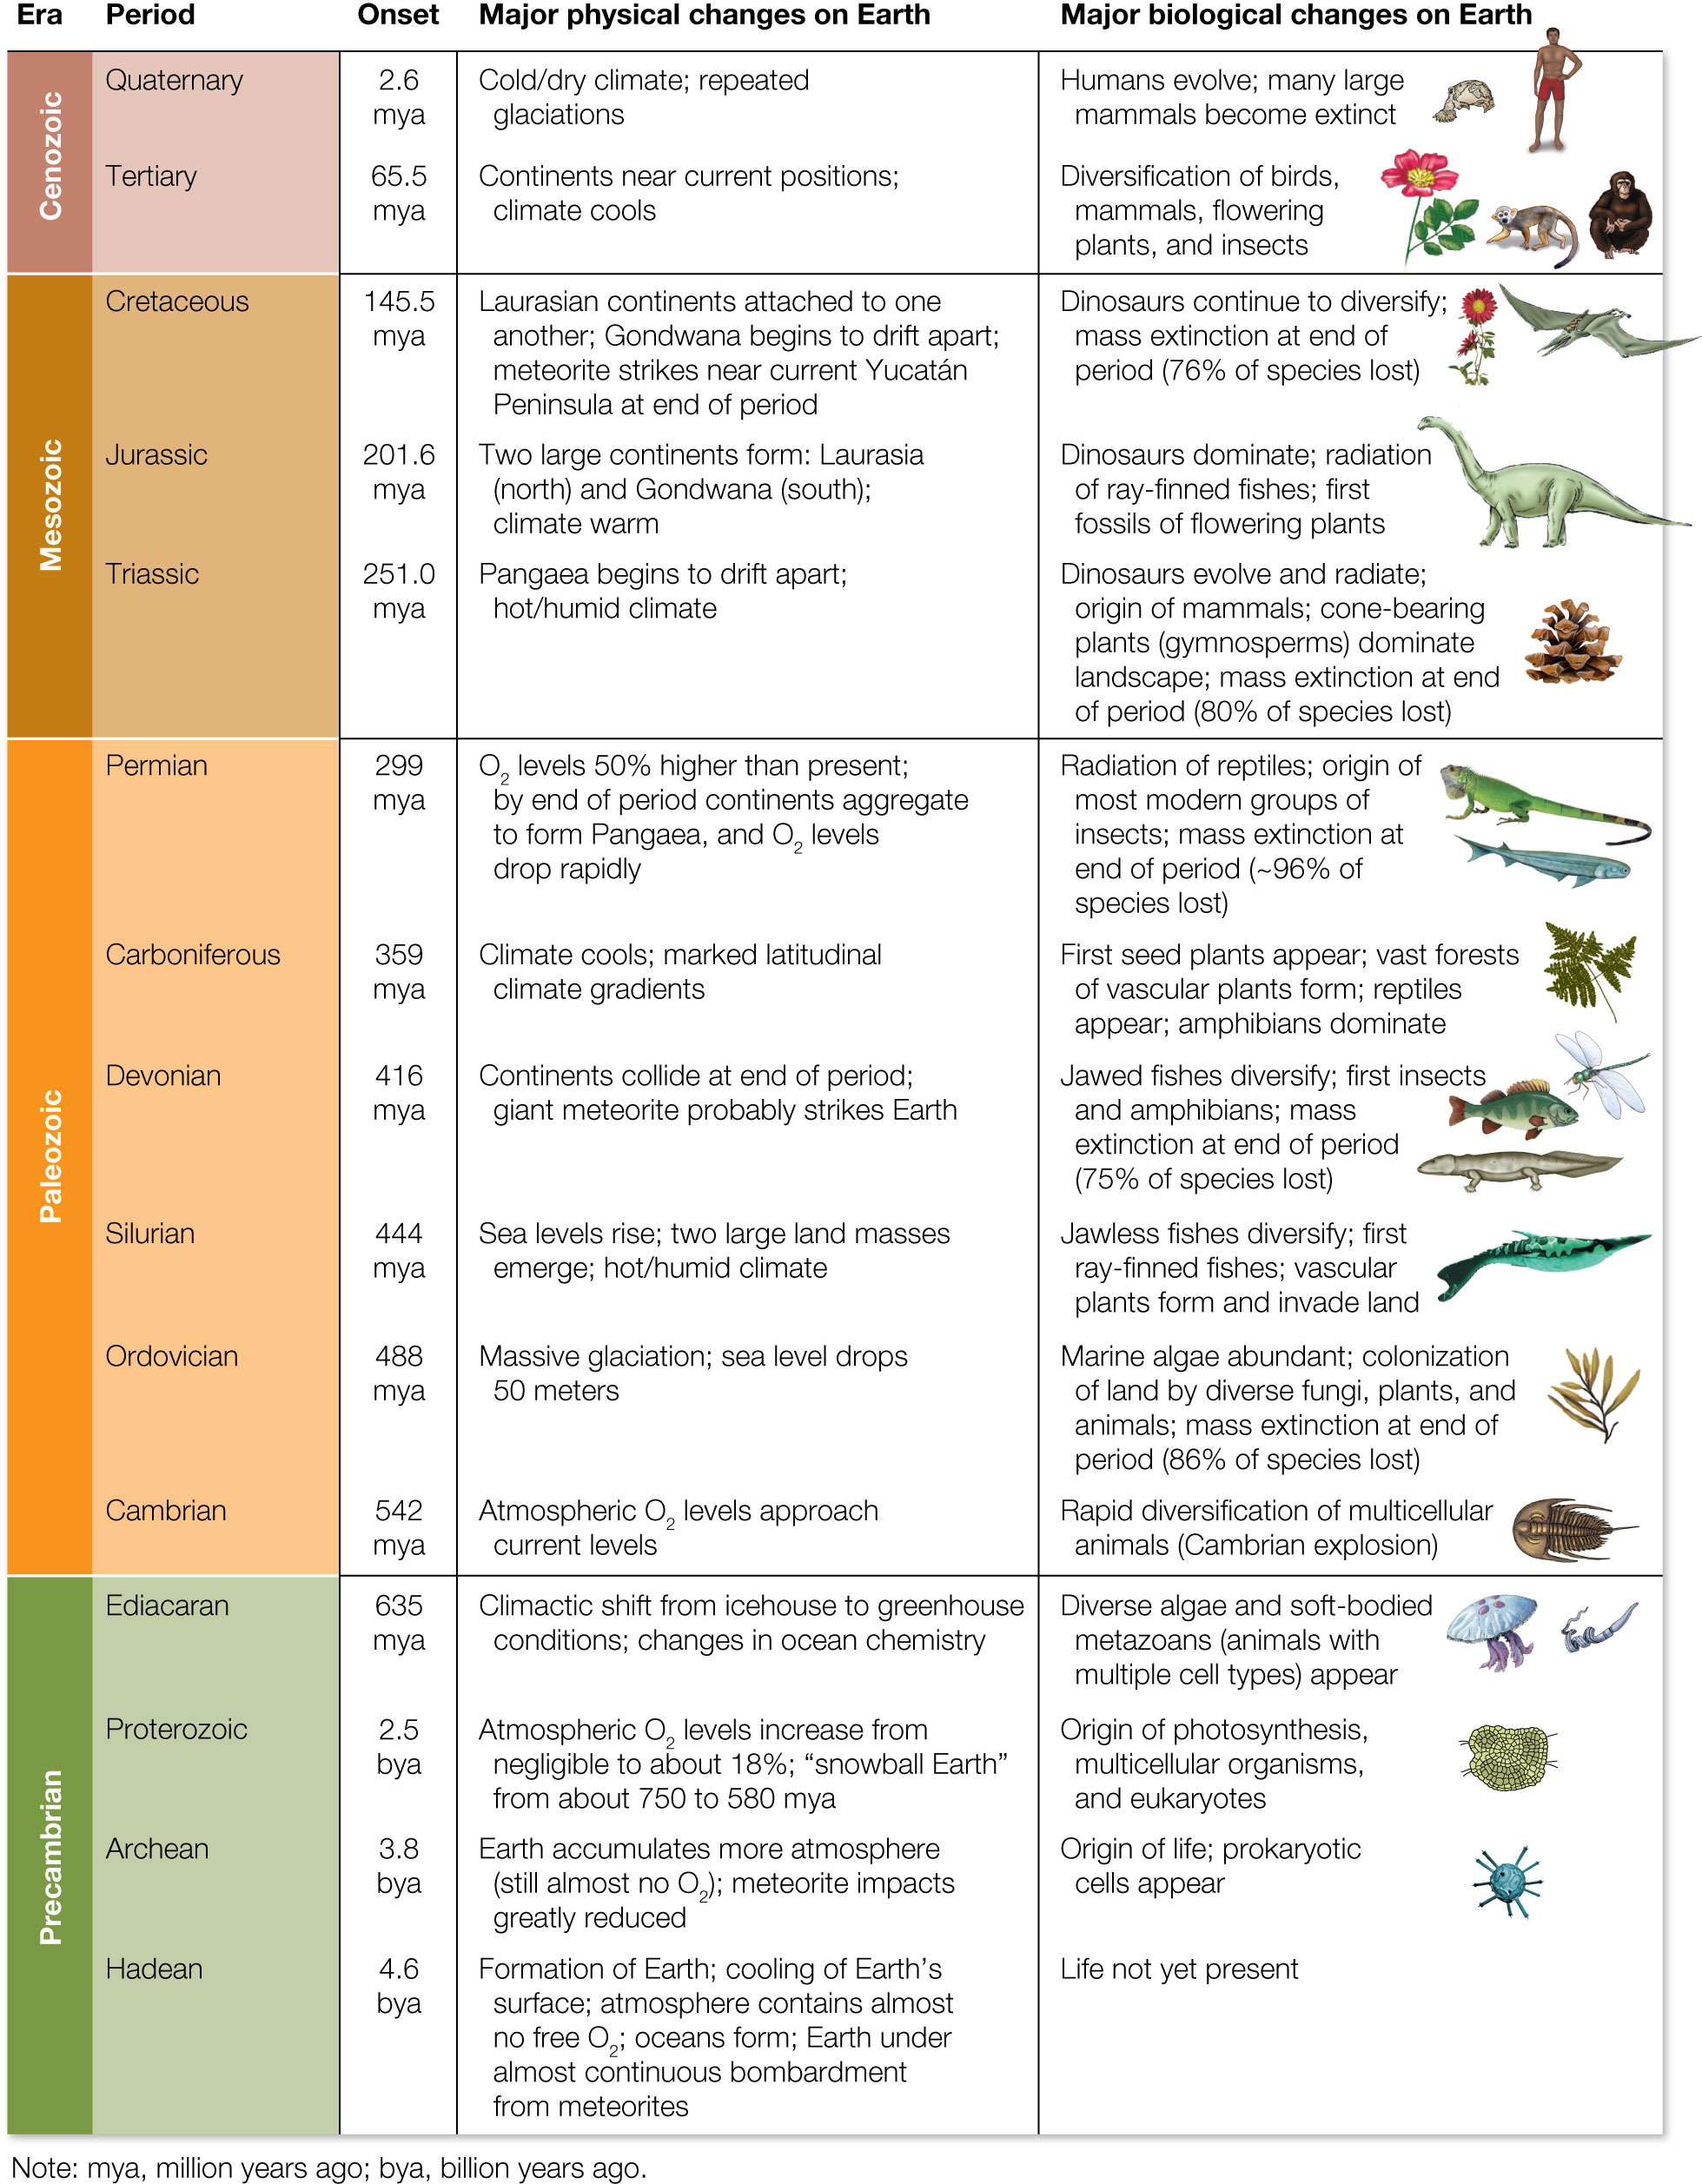 Era Period Onset Major physical changes on Earth Major biological changes on Earth
Cenozoic
Quaternary
2.6
mya
Cold/dry climate; repeated
glaciations
Humans evolve; many large
mammals become extinct
Tertiary
65.5
mya
Continents near current positions;
climate cools
Diversification of birds,
mammals, flowering
plants, and insects
Mesozoic
Cretaceous
145.5
mya
Laurasian continents attached to one
another; Gondwana begins to drift apart;
meteorite strikes near current Yucatán
Peninsula at end of period
Dinosaurs continue to diversify;
mass extinction at end of
period (76% of species lost)
Jurassic
201.6
mya
Two large continents form: Laurasia
(north) and Gondwana (south);
climate warm
Dinosaurs dominate; radiation
of ray-finned fishes; first
fossils of flowering plants
Triassic
251.0
mya
Pangaea begins to drift apart;
hot/humid climate
Dinosaurs evolve and radiate;
origin of mammals; cone-bearing
plants (gymnosperms) dominate
landscape; mass extinction at end
of period (80% of species lost)
Paleozoic
Permian
299
mya
O₂ levels 50% higher than present;
by end of period continents aggregate
to form Pangaea, and O₂ levels
drop rapidly
Radiation of reptiles; origin of
most modern groups of
insects; mass extinction at
end of period (~96% of
species lost)
Carboniferous
359
mya
Climate cools; marked latitudinal
climate gradients
First seed plants appear; vast forests
of vascular plants form; reptiles
appear; amphibians dominate
Devonian
416
mya
Continents collide at end of period;
giant meteorite probably strikes Earth
Jawed fishes diversify; first insects
and amphibians; mass
extinction at end of period
(75% of species lost)
Silurian
444
mya
Sea levels rise; two large land masses
emerge; hot/humid climate
Jawless fishes diversify; first
ray-finned fishes; vascular
plants form and invade land
Ordovician
488
mya
Massive glaciation; sea level drops
50 meters
Marine algae abundant; colonization
of land by diverse fungi, plants, and
animals; mass extinction at end of
period (86% of species lost)
Cambrian
542
mya
Atmospheric O₂ levels approach
current levels
Rapid diversification of multicellular
animals (Cambrian explosion)
Precambrian
Ediacaran
635
mya
Climactic shift from icehouse to greenhouse
conditions; changes in ocean chemistry
Diverse algae and soft-bodied
metazoans (animals with
multiple cell types) appear
Proterozoic
2.5
bya
Atmospheric O₂ levels increase from
negligible to about 18%; “snowball Earth”
from about 750 to 580 mya
Origin of photosynthesis,
multicellular organisms,
and eukaryotes
Archean
3.8
bya
Earth accumulates more atmosphere
(still almost no O₂); meteorite impacts
greatly reduced
Origin of life; prokaryotic
cells appear
Hadean
4.6
bya
Formation of Earth; cooling of Earth’s
surface; atmosphere contains almost
no free O₂; oceans form; Earth under
almost continuous bombardment
from meteorites
Life not yet present
Note: mya, million years ago; bya, billion years ago.